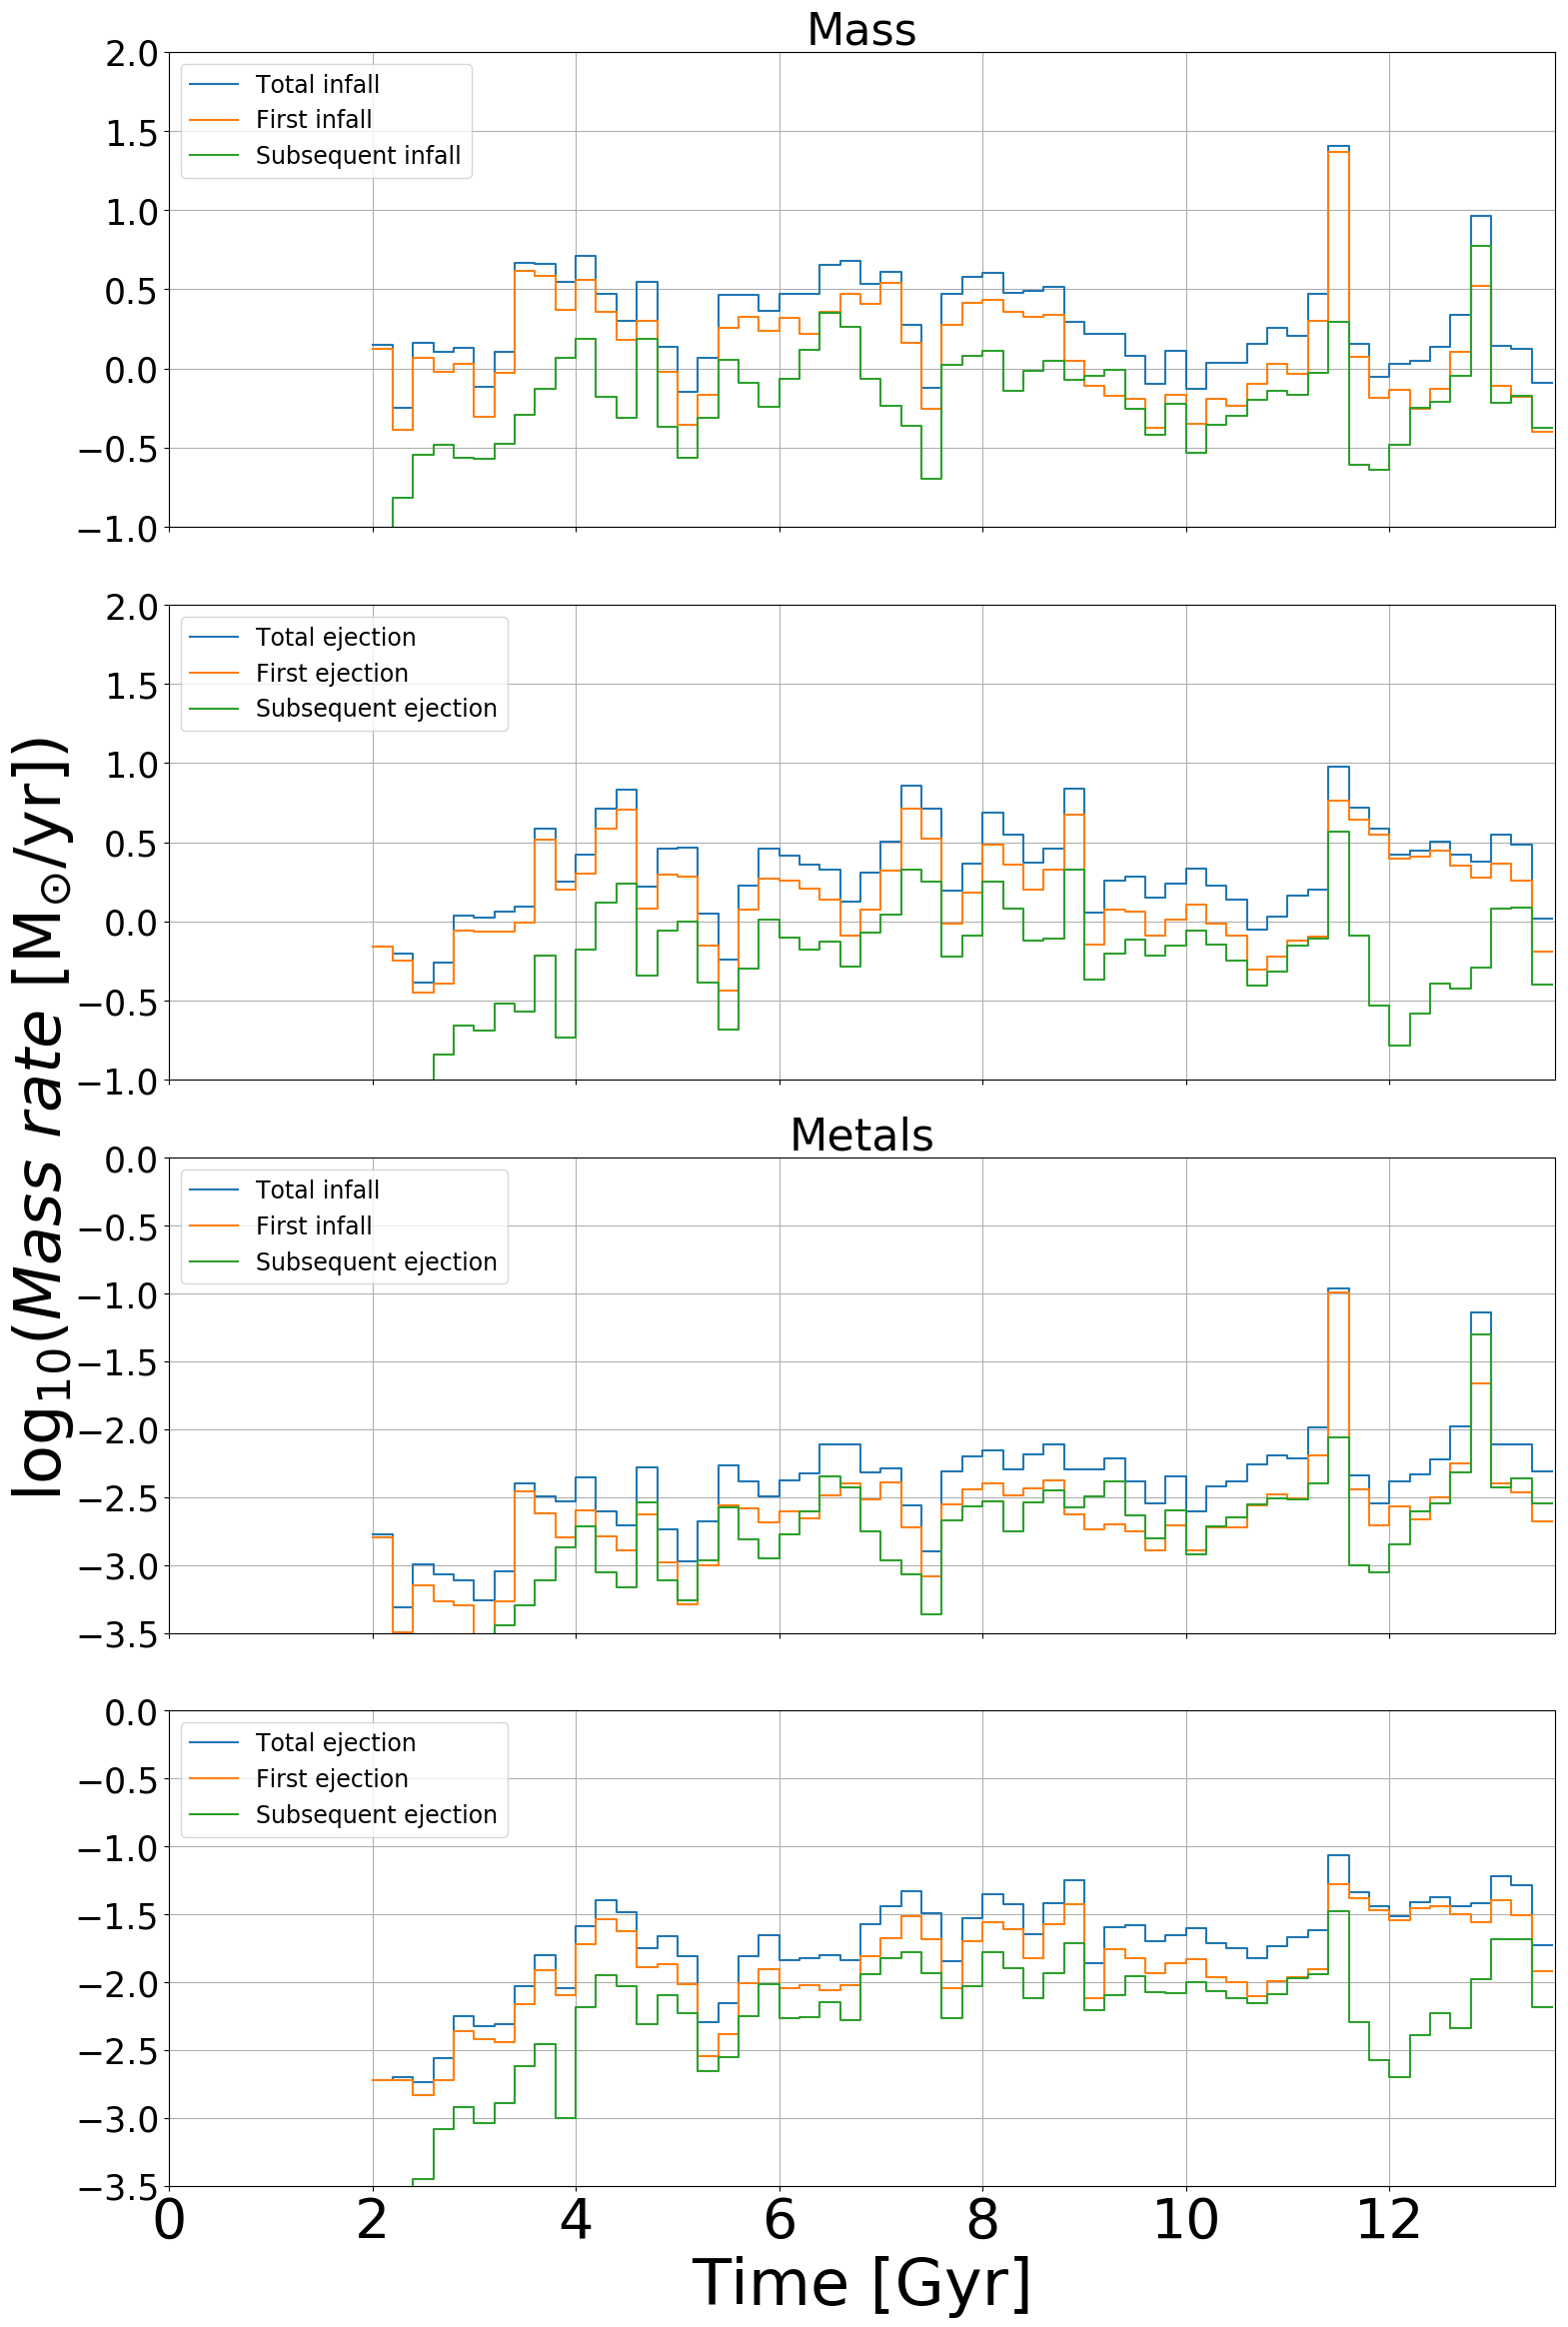 Mass
2.0
1.5
1.0
0.5
0.0
−0.5
−1.0
Total infall
First infall
Subsequent infall
2.0
1.5
1.0
0.5
0.0
−0.5
−1.0
Total ejection
First ejection
Subsequent ejection
log₁₀(Mass rate [M⊙/yr])
Metals
0.0
−0.5
−1.0
−1.5
−2.0
−2.5
−3.0
−3.5
Total infall
First infall
Subsequent ejection
0.0
−0.5
−1.0
−1.5
−2.0
−2.5
−3.0
−3.5
Total ejection
First ejection
Subsequent ejection
0 2 4 6 8 10 12
Time [Gyr]